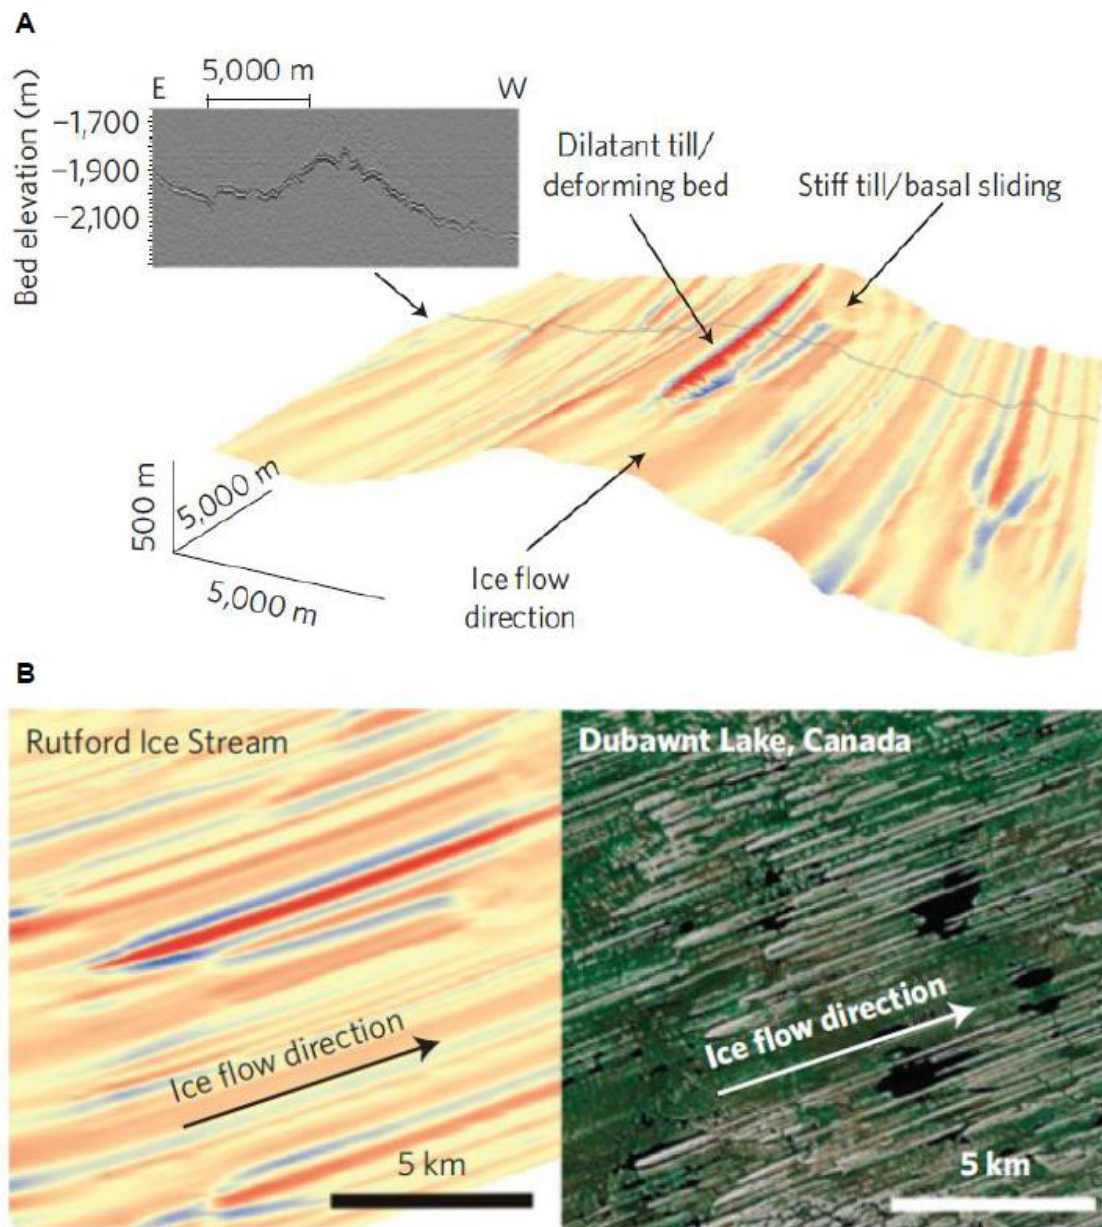 A
5,000 m
E
W
Bed elevation (m)
−1,700
−1,900
−2,100
Dilatant till/
deforming bed
Stiff till/basal sliding
500 m
5,000 m
5,000 m
Ice flow
direction
B
Rutford Ice Stream
Ice flow direction
5 km
Dubawnt Lake, Canada
Ice flow direction
5 km